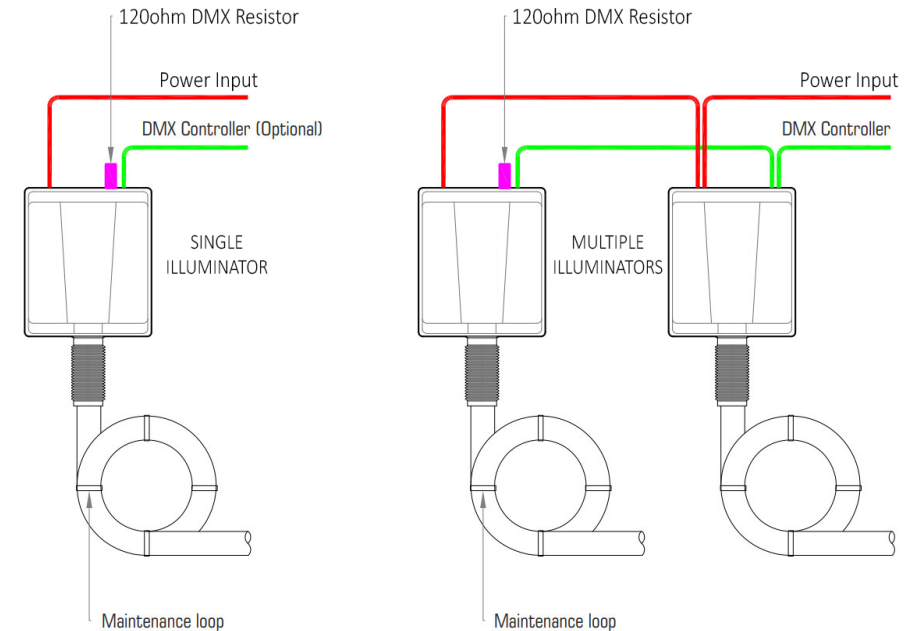 120ohm DMX Resistor
Power Input
DMX Controller (Optional)
SINGLE
ILLUMINATOR
Maintenance loop
120ohm DMX Resistor
Power Input
DMX Controller
MULTIPLE
ILLUMINATORS
Maintenance loop